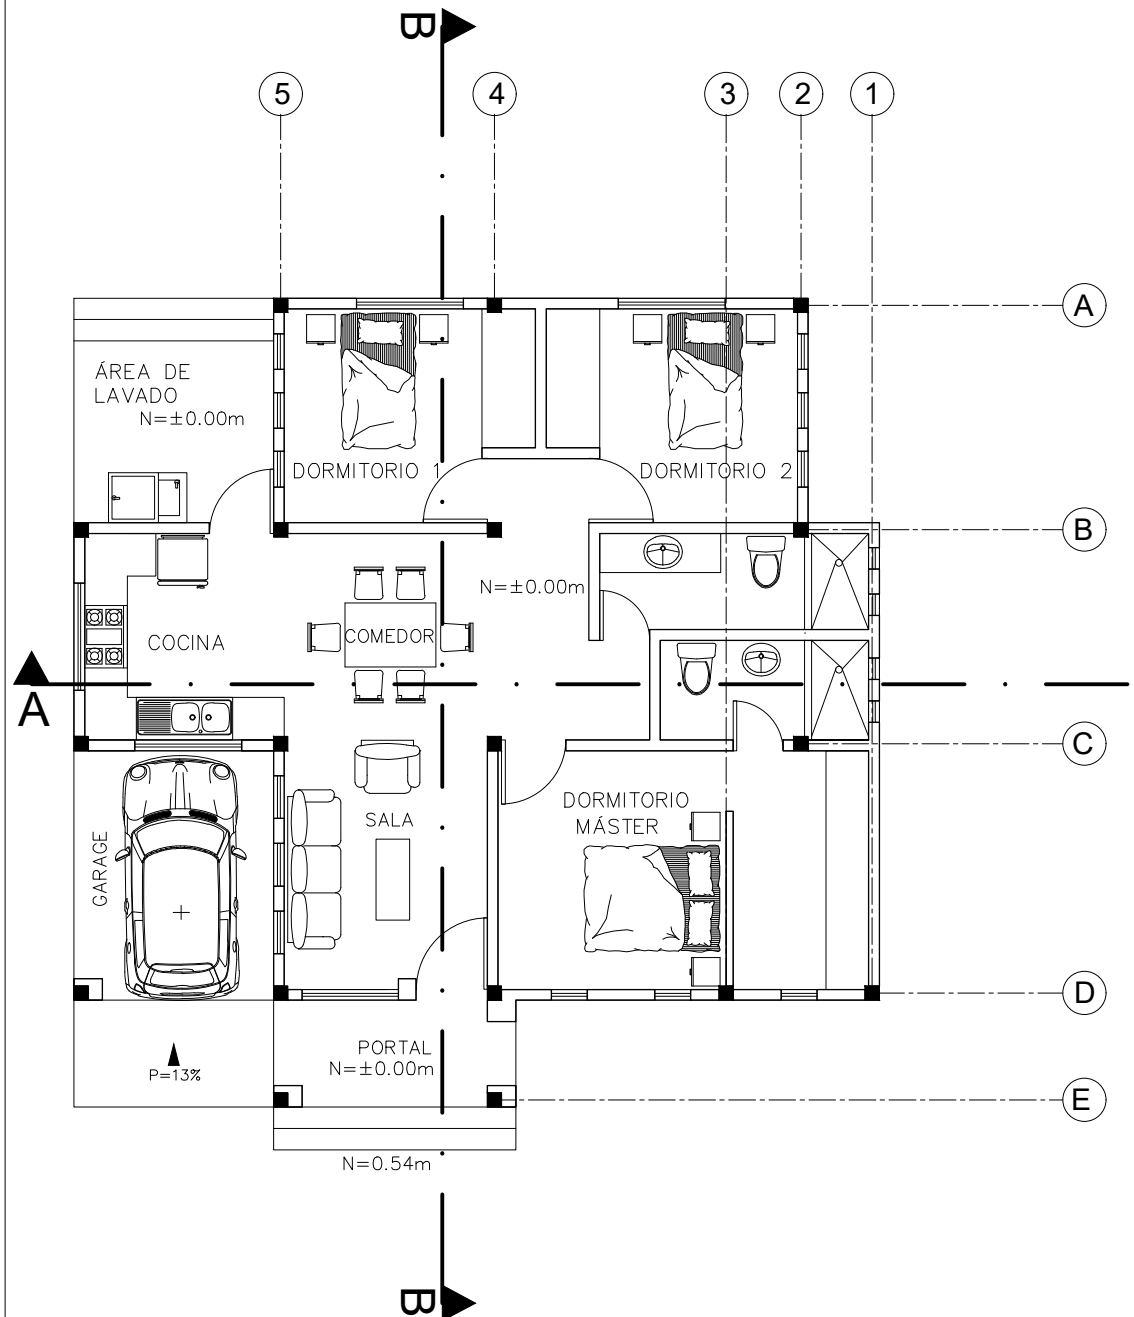 B
5 4 3 2 1
A
ÁREA DE
LAVADO
N=±0.00m
DORMITORIO 1
DORMITORIO 2
B
N=±0.00m
COMEDOR
COCINA
A
C
DORMITORIO
MÁSTER
SALA
GARAGE
D
PORTAL
N=±0.00m
P=13%
E
N=0.54m
B